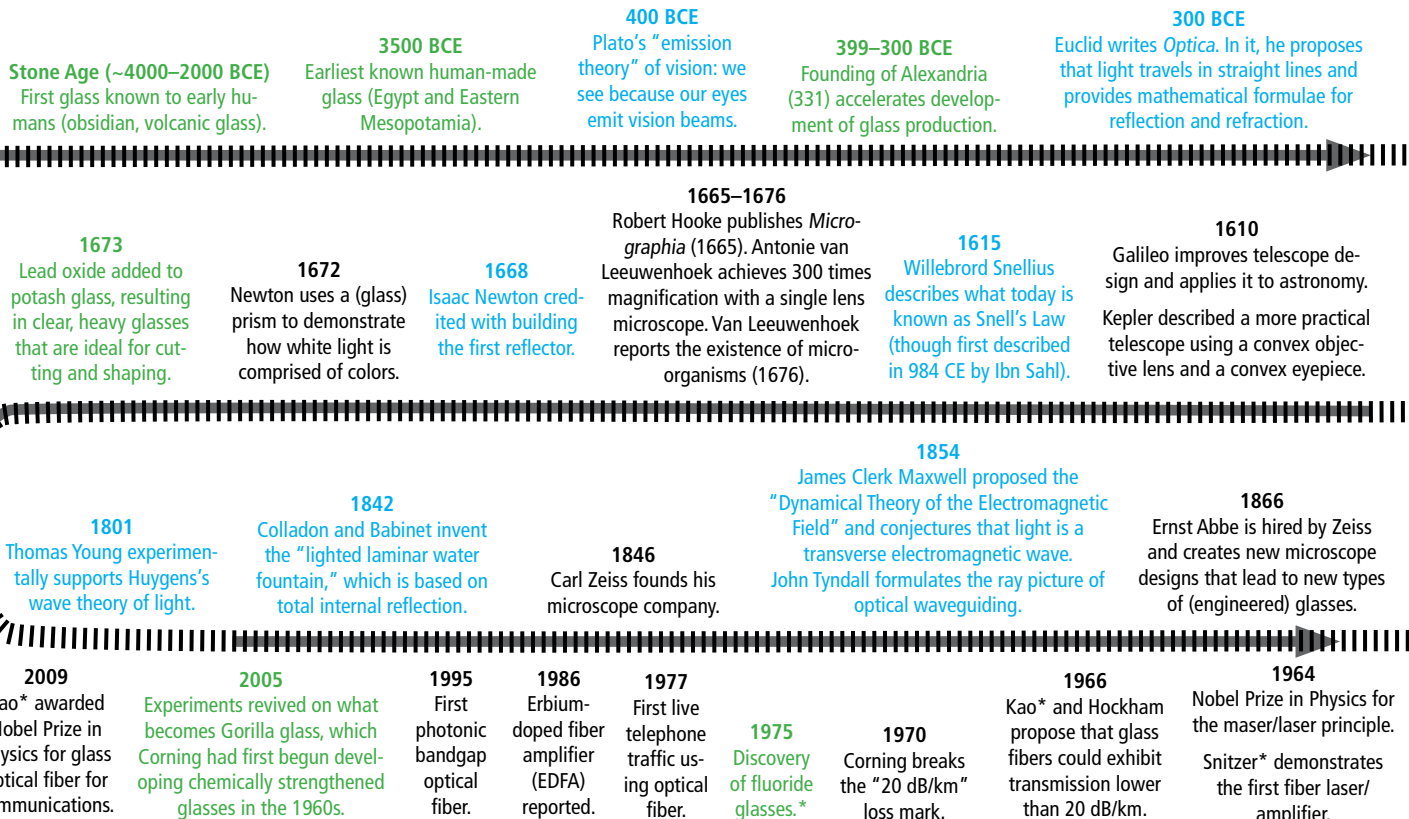 Stone Age (~4000–2000 BCE)
First glass known to early hu-
mans (obsidian, volcanic glass).
3500 BCE
Earliest known human-made
glass (Egypt and Eastern
Mesopotamia).
400 BCE
Plato's "emission
theory" of vision: we
see because our eyes
emit vision beams.
399–300 BCE
Founding of Alexandria
(331) accelerates develop-
ment of glass production.
300 BCE
Euclid writes Optica. In it, he proposes
that light travels in straight lines and
provides mathematical formulae for
reflection and refraction.
1673
Lead oxide added to
potash glass, resulting
in clear, heavy glasses
that are ideal for cut-
ting and shaping.
1672
Newton uses a (glass)
prism to demonstrate
how white light is
comprised of colors.
1668
Isaac Newton cred-
ited with building
the first reflector.
1665–1676
Robert Hooke publishes Micro-
graphia (1665). Antonie van
Leeuwenhoek achieves 300 times
magnification with a single lens
microscope. Van Leeuwenhoek
reports the existence of micro-
organisms (1676).
1615
Willebrord Snellius
describes what today is
known as Snell's Law
(though first described
in 984 CE by Ibn Sahl).
1610
Galileo improves telescope de-
sign and applies it to astronomy.
Kepler described a more practical
telescope using a convex objec-
tive lens and a convex eyepiece.
1801
Thomas Young experimen-
tally supports Huygens's
wave theory of light.
1842
Colladon and Babinet invent
the "lighted laminar water
fountain," which is based on
total internal reflection.
1846
Carl Zeiss founds his
microscope company.
1854
James Clerk Maxwell proposed the
"Dynamical Theory of the Electromagnetic
Field" and conjectures that light is a
transverse electromagnetic wave.
John Tyndall formulates the ray picture of
optical waveguiding.
1866
Ernst Abbe is hired by Zeiss
and creates new microscope
designs that lead to new types
of (engineered) glasses.
2009
ao* awarded
obel Prize in
ysics for glass
ptical fiber for
mmunications.
2005
Experiments revived on what
becomes Gorilla glass, which
Corning had first begun devel-
oping chemically strengthened
glasses in the 1960s.
1995
First
photonic
bandgap
optical
fiber.
1986
Erbium-
doped fiber
amplifier
(EDFA)
reported.
1977
First live
telephone
traffic us-
ing optical
fiber.
1975
Discovery
of fluoride
glasses.*
1970
Corning breaks
the "20 dB/km"
loss mark.
1966
Kao* and Hockham
propose that glass
fibers could exhibit
transmission lower
than 20 dB/km.
1964
Nobel Prize in Physics for
the maser/laser principle.
Snitzer* demonstrates
the first fiber laser/
amplifier.